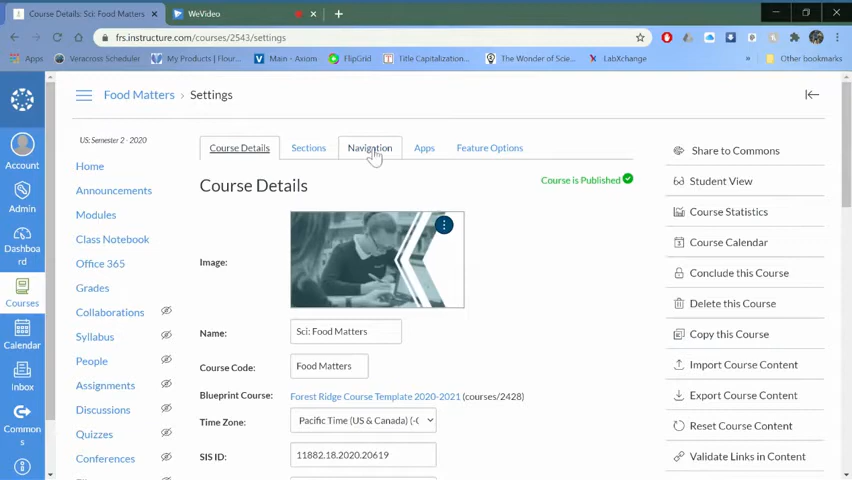 Course Details: Sci: Food Matters
WeVideo
frs.instructure.com/courses/2543/settings
Apps
Veracross Scheduler
My Products | Flour...
Main - Axiom
FlipGrid
Title Capitalization...
The Wonder of Scie...
LabXchange
»
Other bookmarks
Food Matters › Settings
US: Semester 2 - 2020
Course Details
Sections
Navigation
Apps
Feature Options
Account
Admin
Dashboa
rd
Courses
Calendar
Inbox
Common
s
Home
Announcements
Modules
Class Notebook
Office 365
Grades
Collaborations
Syllabus
People
Assignments
Discussions
Quizzes
Conferences
Course Details
Course is Published
Image:
Name:
Sci: Food Matters
Course Code:
Food Matters
Blueprint Course:
Forest Ridge Course Template 2020-2021 (courses/2428)
Time Zone:
Pacific Time (US & Canada) (-0
SIS ID:
11882.18.2020.20619
Share to Commons
Student View
Course Statistics
Course Calendar
Conclude this Course
Delete this Course
Copy this Course
Import Course Content
Export Course Content
Reset Course Content
Validate Links in Content